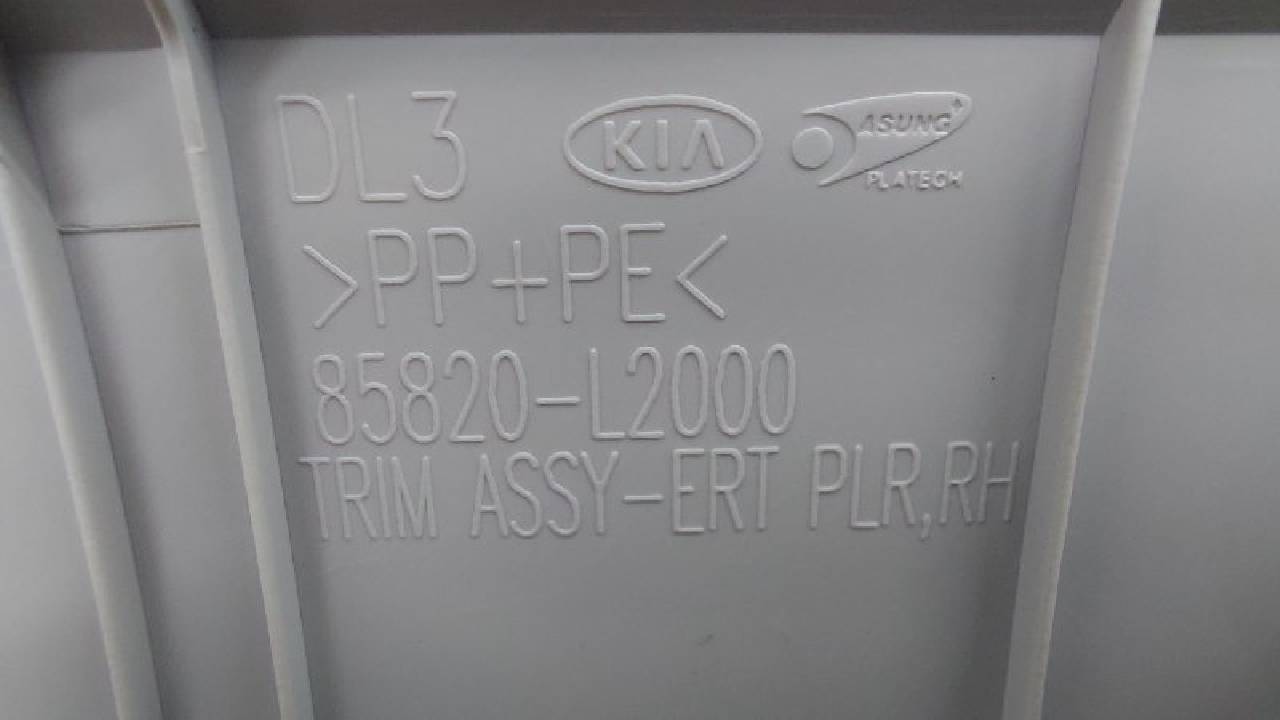 DL3 KIA ASUNG PLATECH
>PP+PE<
85820-L2000
TRIM ASSY-ERT PLR,RH